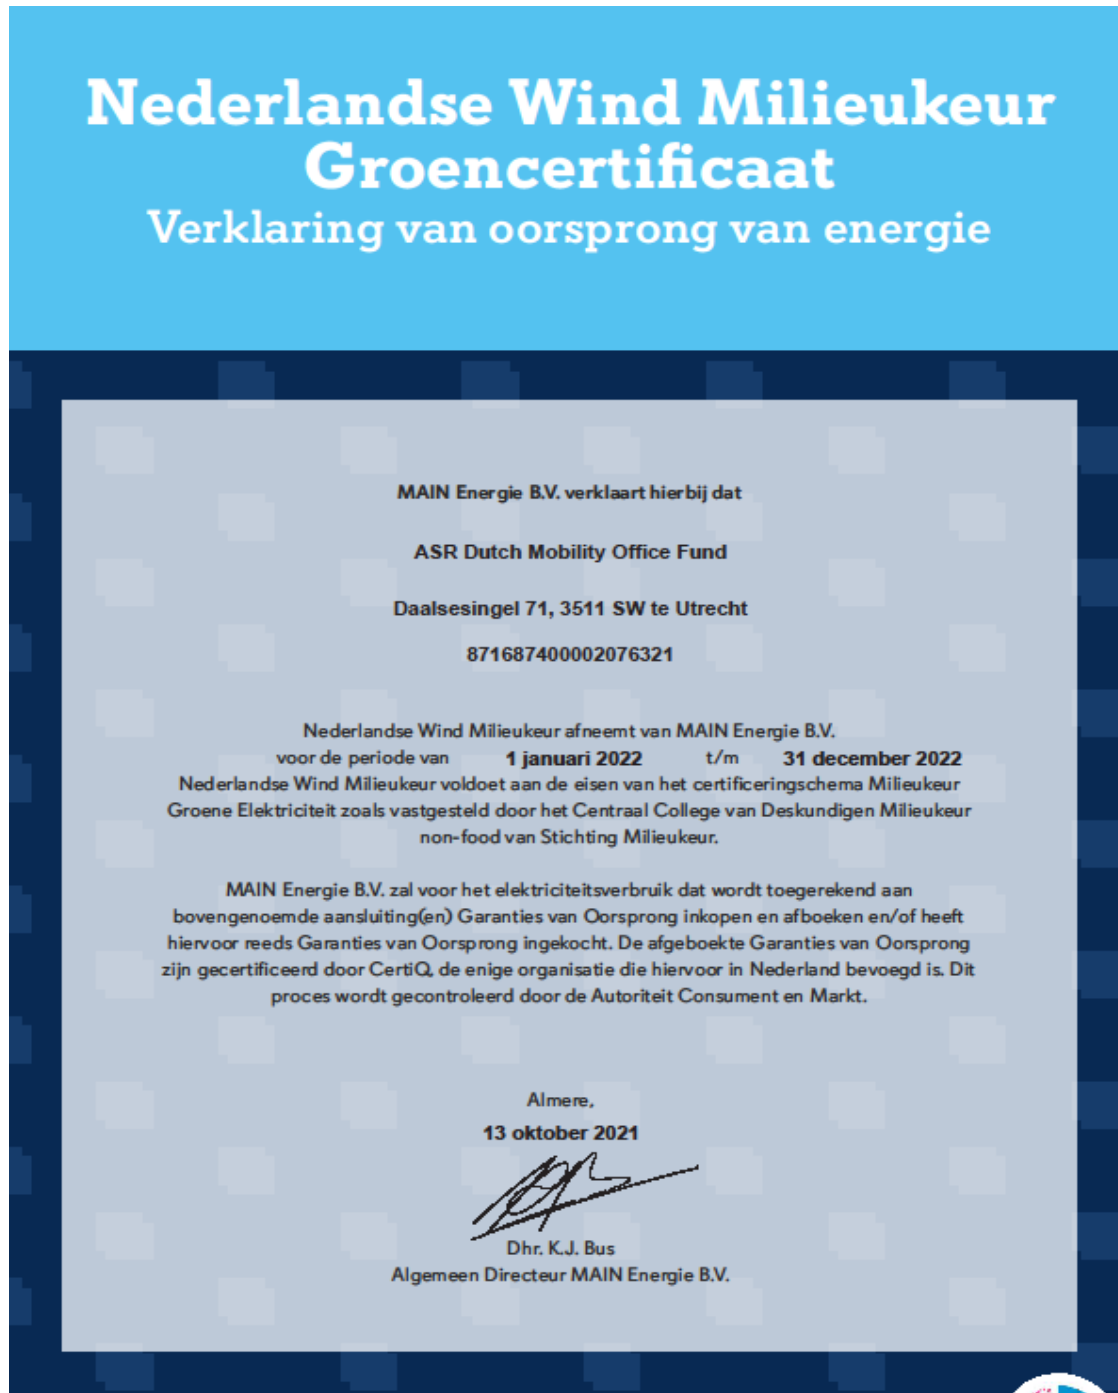 Nederlandse Wind Milieukeur
Groencertificaat
Verklaring van oorsprong van energie
MAIN Energie B.V. verklaart hierbij dat
ASR Dutch Mobility Office Fund
Daalsesingel 71, 3511 SW te Utrecht
871687400002076321
Nederlandse Wind Milieukeur afneemt van MAIN Energie B.V.
voor de periode van 1 januari 2022 t/m 31 december 2022
Nederlandse Wind Milieukeur voldoet aan de eisen van het certificeringschema Milieukeur
Groene Elektriciteit zoals vastgesteld door het Centraal College van Deskundigen Milieukeur
non-food van Stichting Milieukeur.
MAIN Energie B.V. zal voor het elektriciteitsverbruik dat wordt toegerekend aan
bovengenoemde aansluiting(en) Garanties van Oorsprong inkopen en afboeken en/of heeft
hiervoor reeds Garanties van Oorsprong ingekocht. De afgeboekte Garanties van Oorsprong
zijn gecertificeerd door CertiQ, de enige organisatie die hiervoor in Nederland bevoegd is. Dit
proces wordt gecontroleerd door de Autoriteit Consument en Markt.
Almere,
13 oktober 2021
Dhr. K.J. Bus
Algemeen Directeur MAIN Energie B.V.